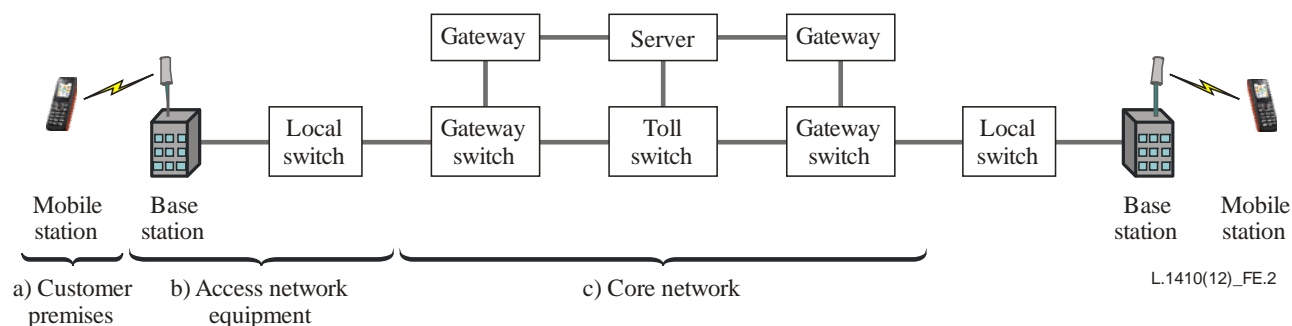 Gateway
Server
Gateway
Local
switch
Gateway
switch
Toll
switch
Gateway
switch
Local
switch
Mobile
station
Base
station
Base
station
Mobile
station
a) Customer
premises
b) Access network
equipment
c) Core network
L.1410(12)_FE.2